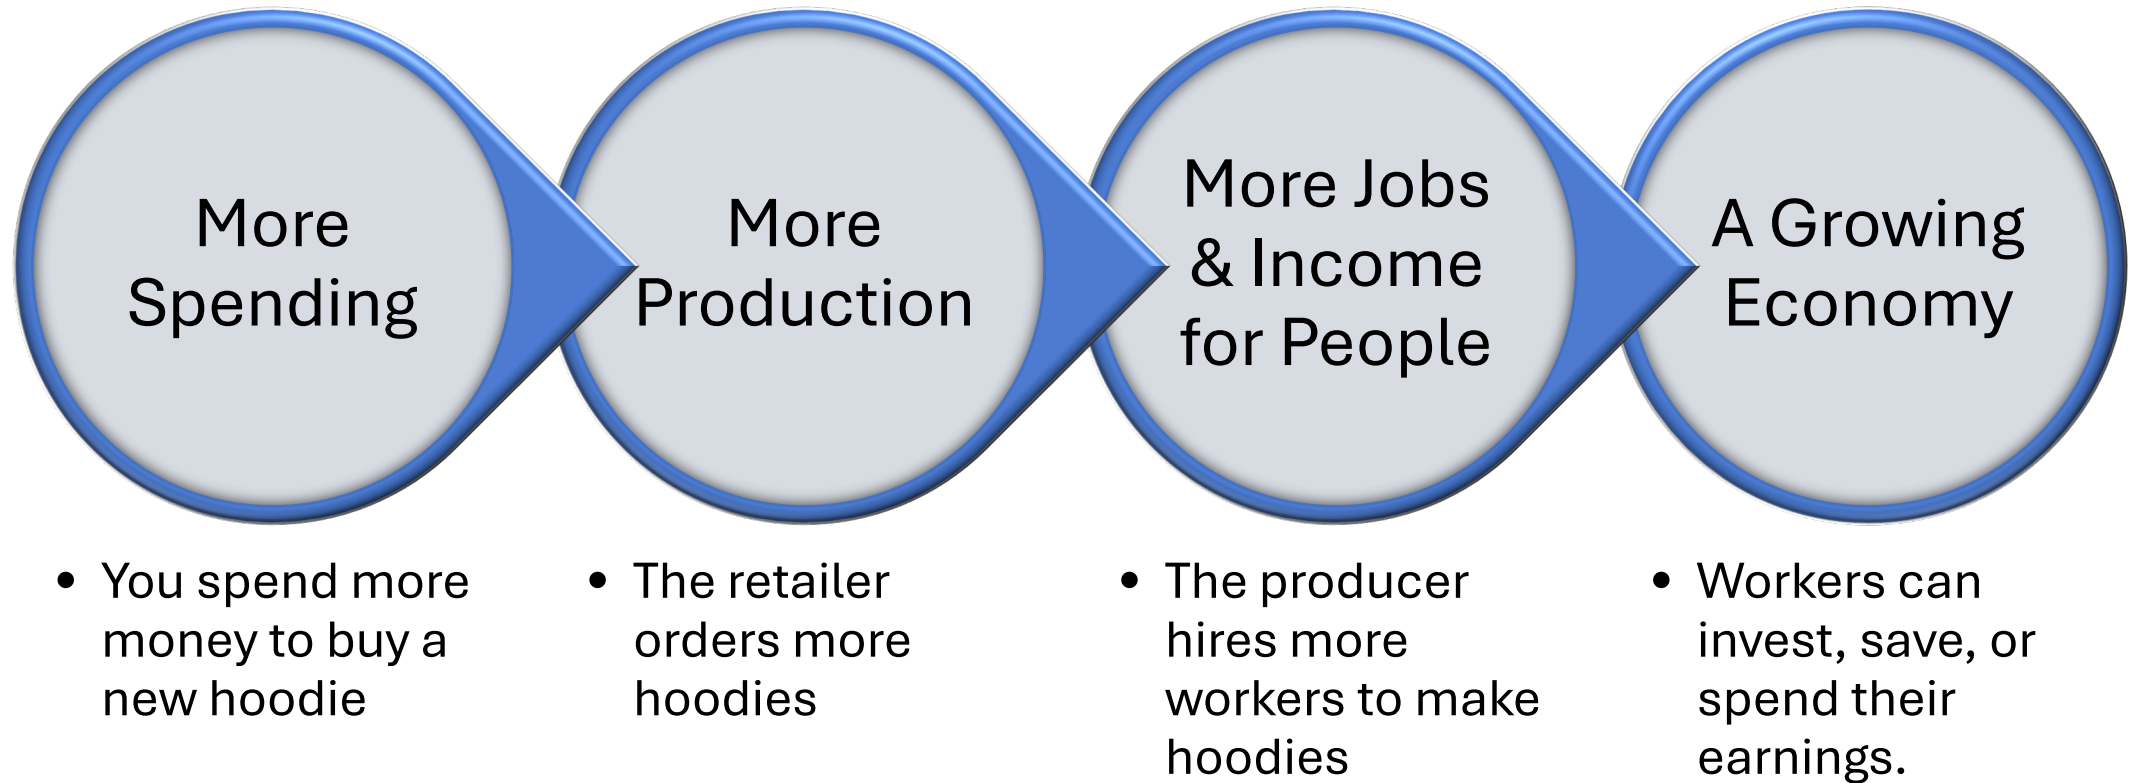 More
Spending
More
Production
More Jobs
& Income
for People
A Growing
Economy
• You spend more
money to buy a
new hoodie
• The retailer
orders more
hoodies
• The producer
hires more
workers to make
hoodies
• Workers can
invest, save, or
spend their
earnings.